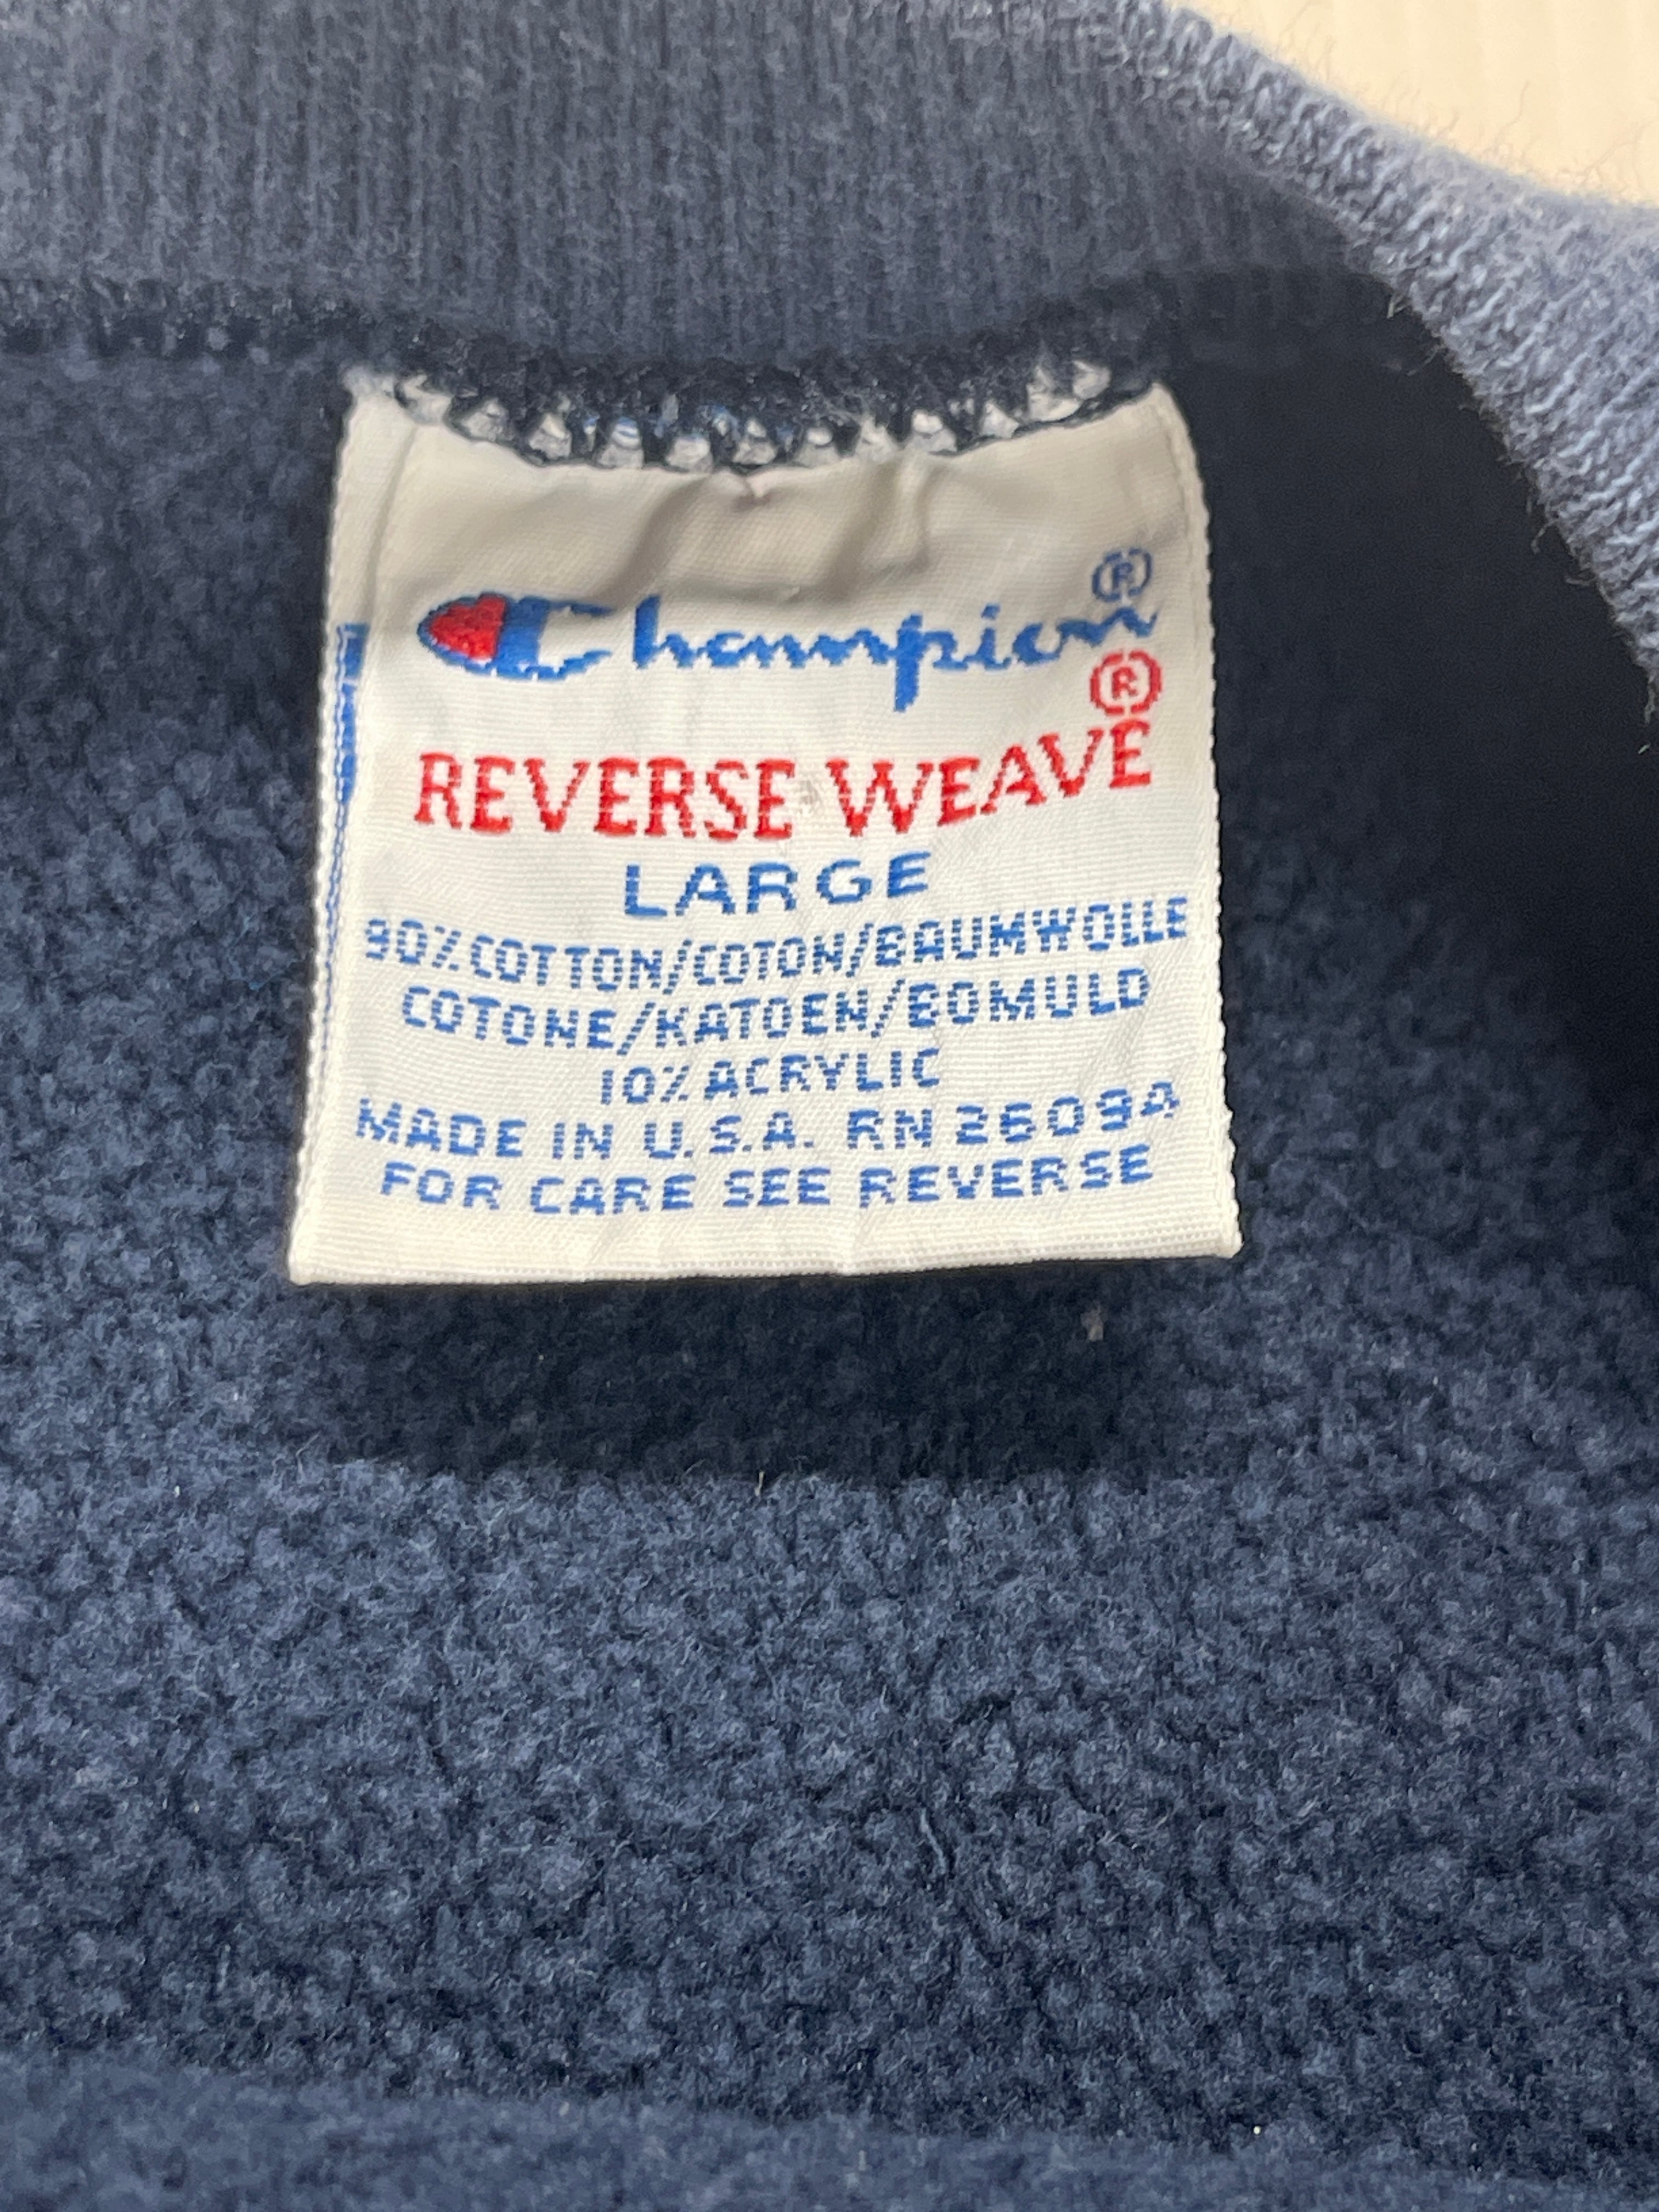 Champion®
®
REVERSE WEAVE
LARGE
90% COTTON/COTON/BAUMWOLLE
COTONE/KATOEN/BOMULD
10% ACRYLIC
MADE IN U.S.A. RN 26094
FOR CARE SEE REVERSE